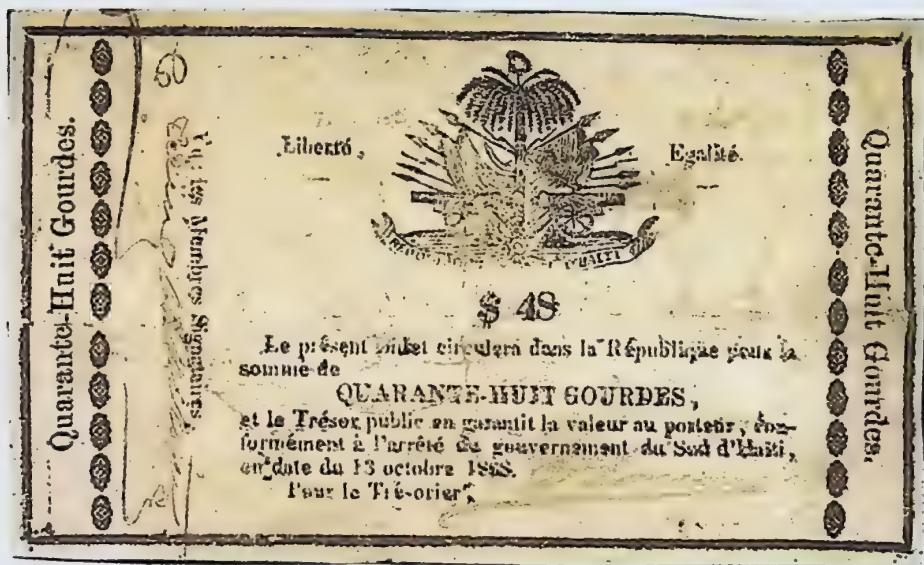 Quarante-Huit Gourdes.
50
Vu: les Membres Signataires
Liberté,
Egalité.
D'HAITI
$ 48
Le présent billet circulera dans la République pour la
somme de
QUARANTE-HUIT GOURDES,
et le Trésor public en garantit la valeur au porteur, con-
formément à l'arrêté du gouvernement du Sud d'Haïti,
en date du 13 octobre 1868.
Pour le Trésorier,
Quarante-Huit Gourdes,